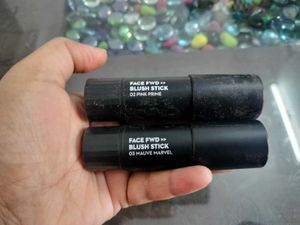 FACE FWD >>
BLUSH STICK
02 PINK PRIME
FACE FWD >>
BLUSH STICK
03 MAUVE MARVEL